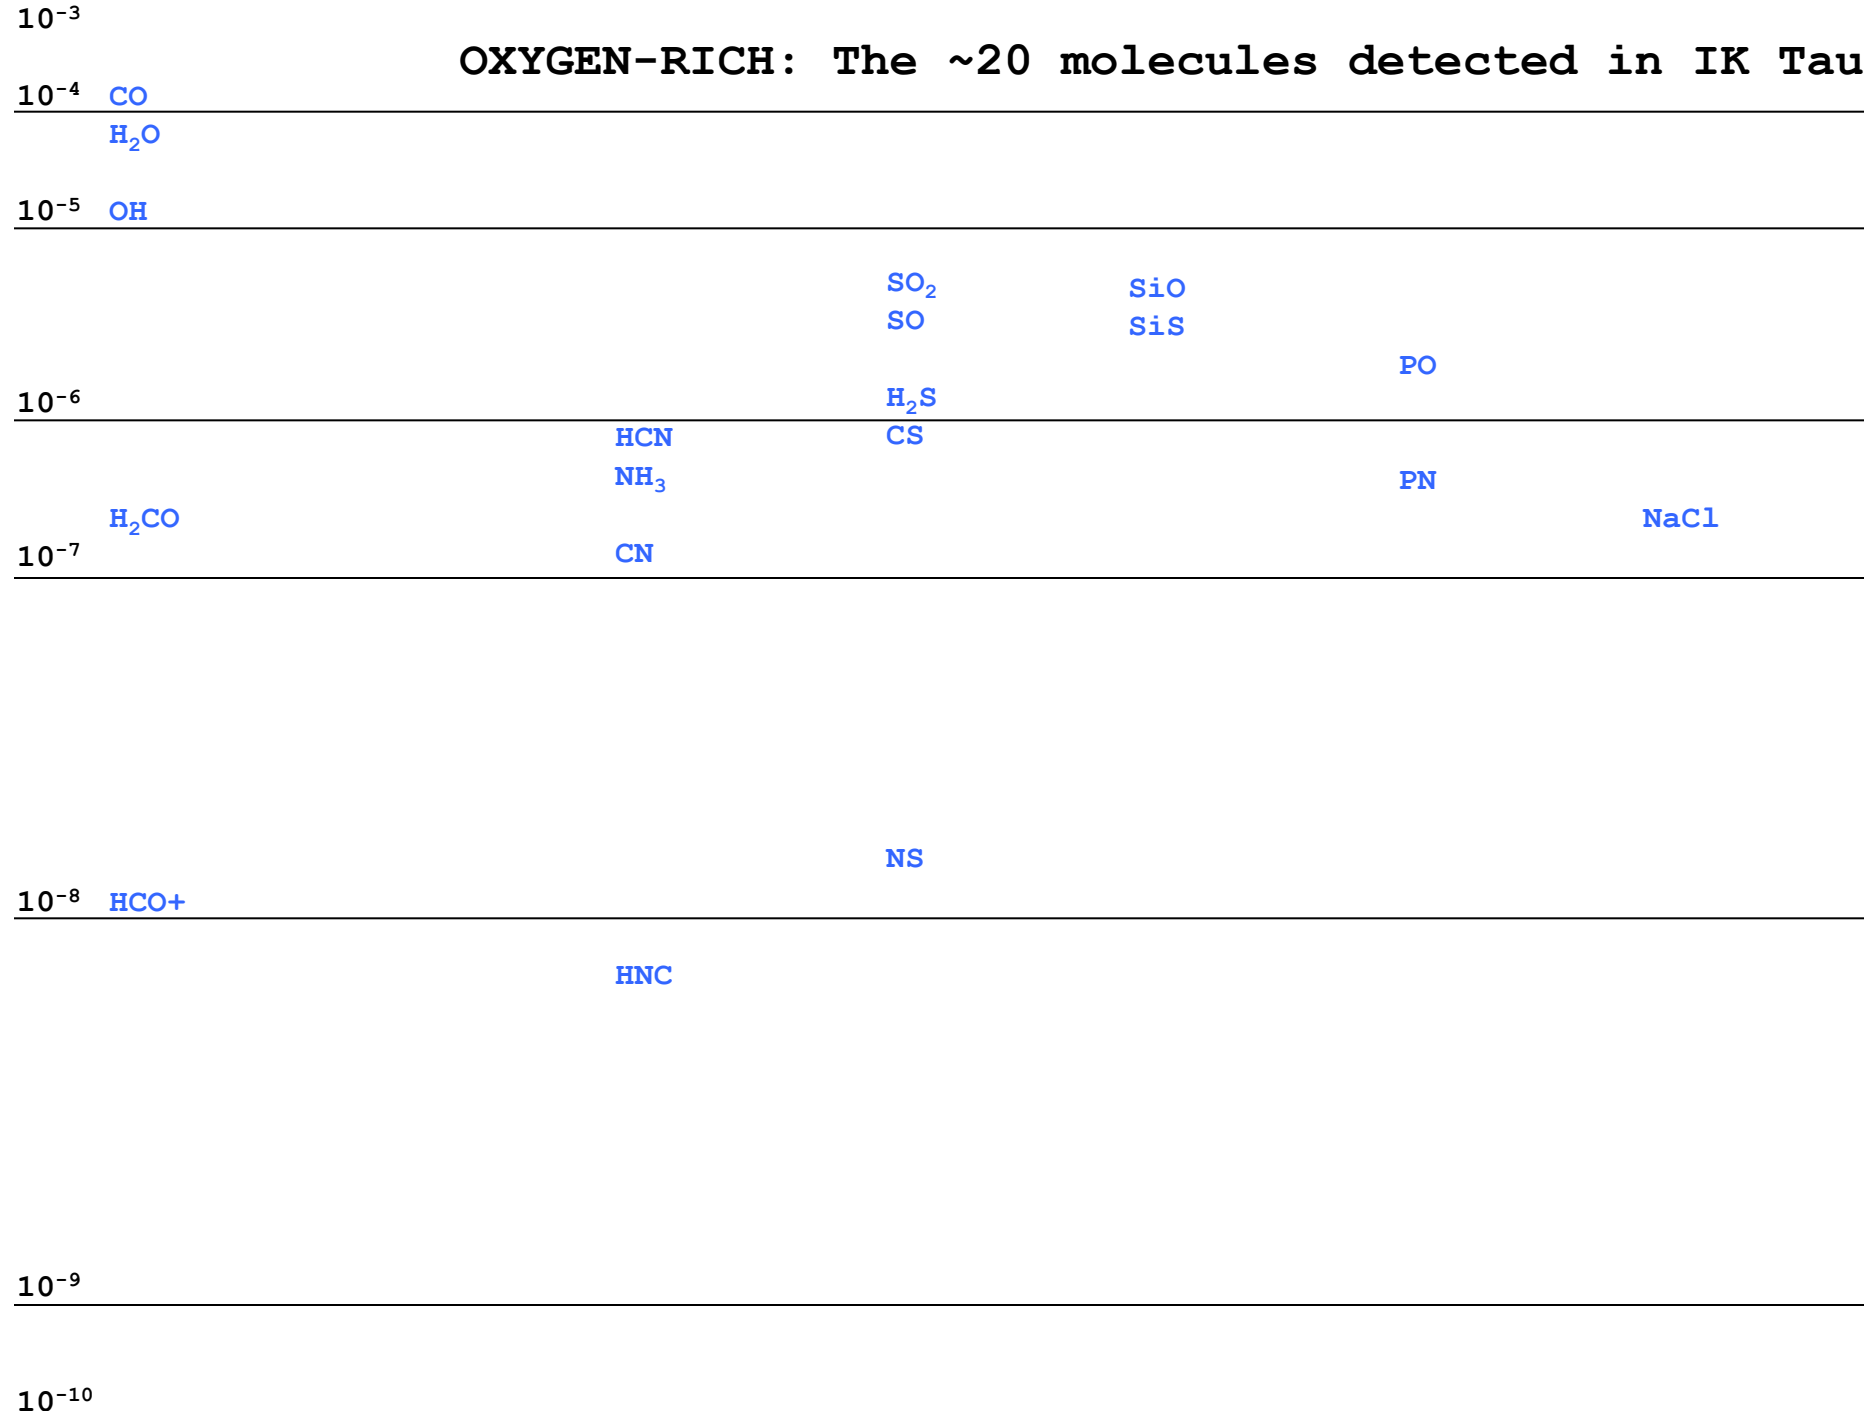 10⁻³
OXYGEN-RICH: The ~20 molecules detected in IK Tau
10⁻⁴ CO
H₂O
10⁻⁵ OH
SO₂ SiO
SO SiS
PO
10⁻⁶ H₂S
HCN CS
NH₃ PN
H₂CO NaCl
10⁻⁷ CN
NS
10⁻⁸ HCO+
HNC
10⁻⁹
10⁻¹⁰